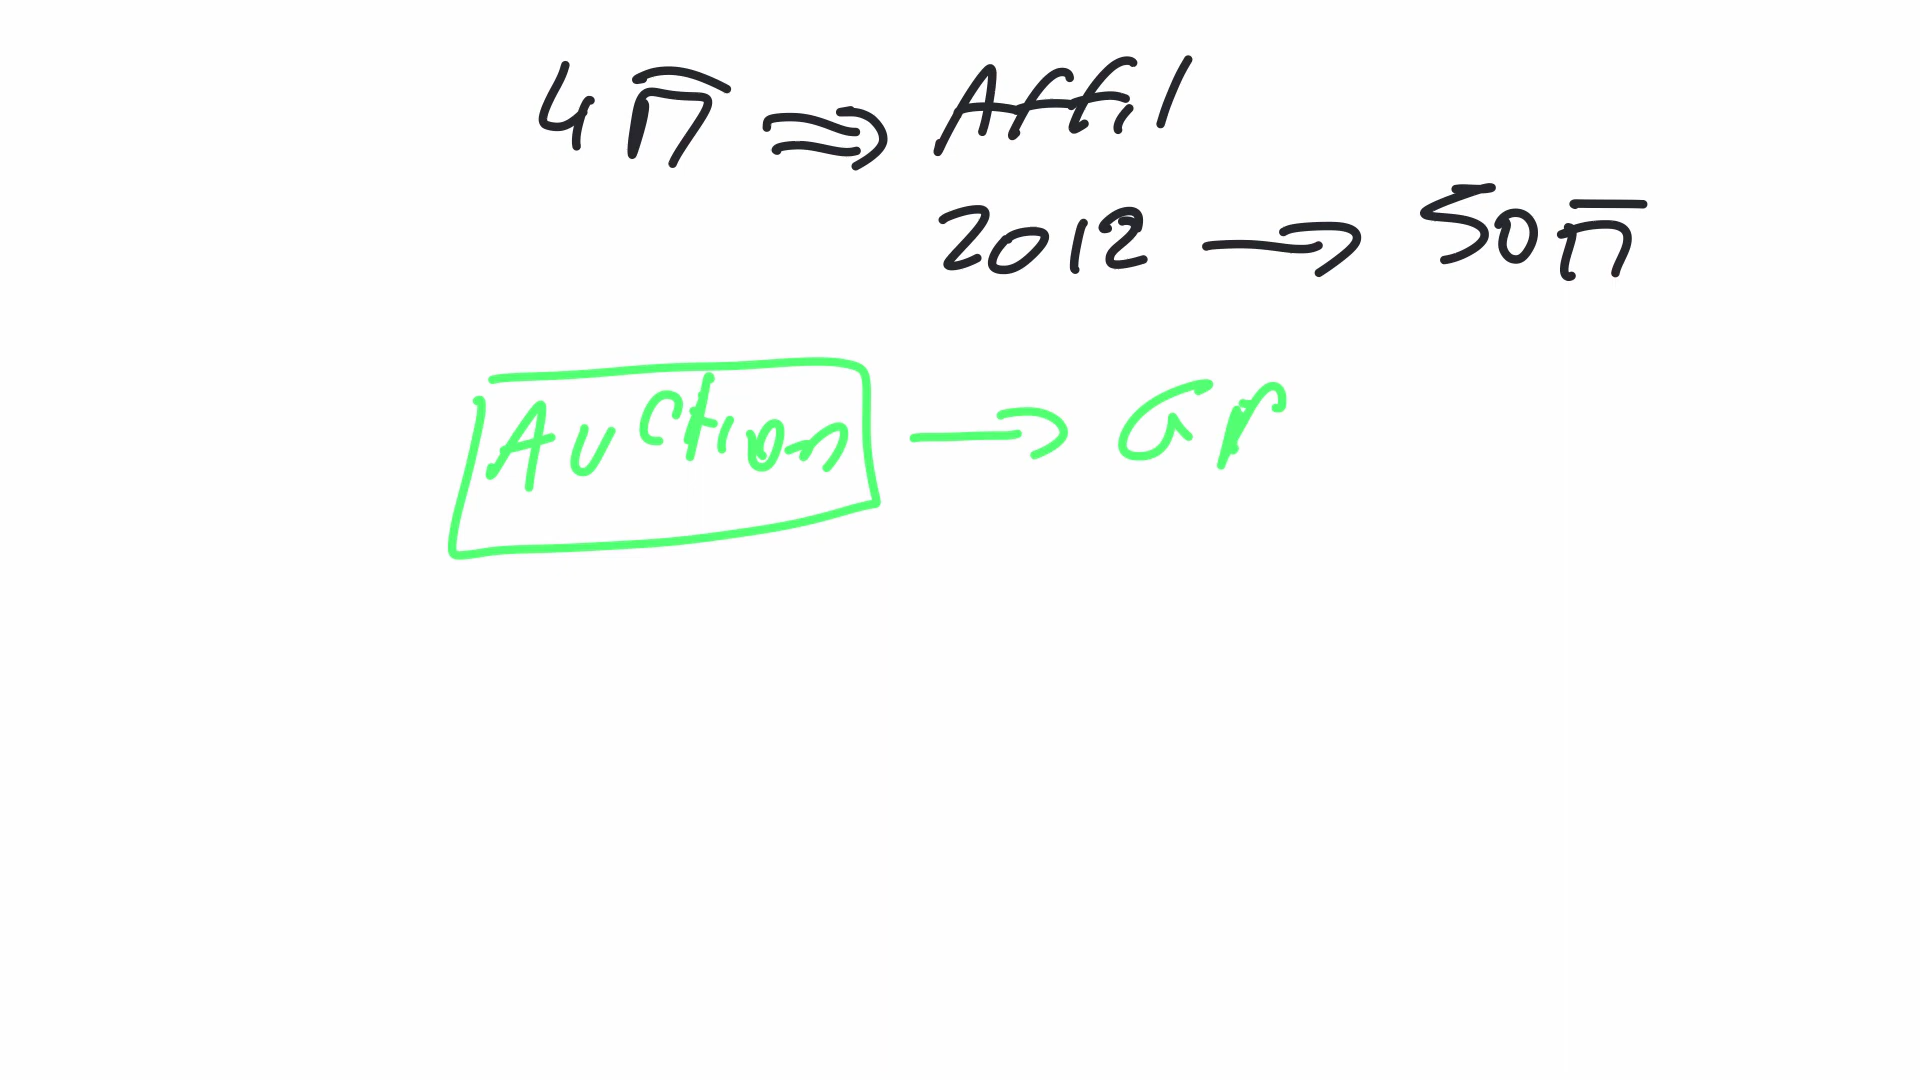 4 П ⇒ Affil
2012 → 50 П
Auction → GP